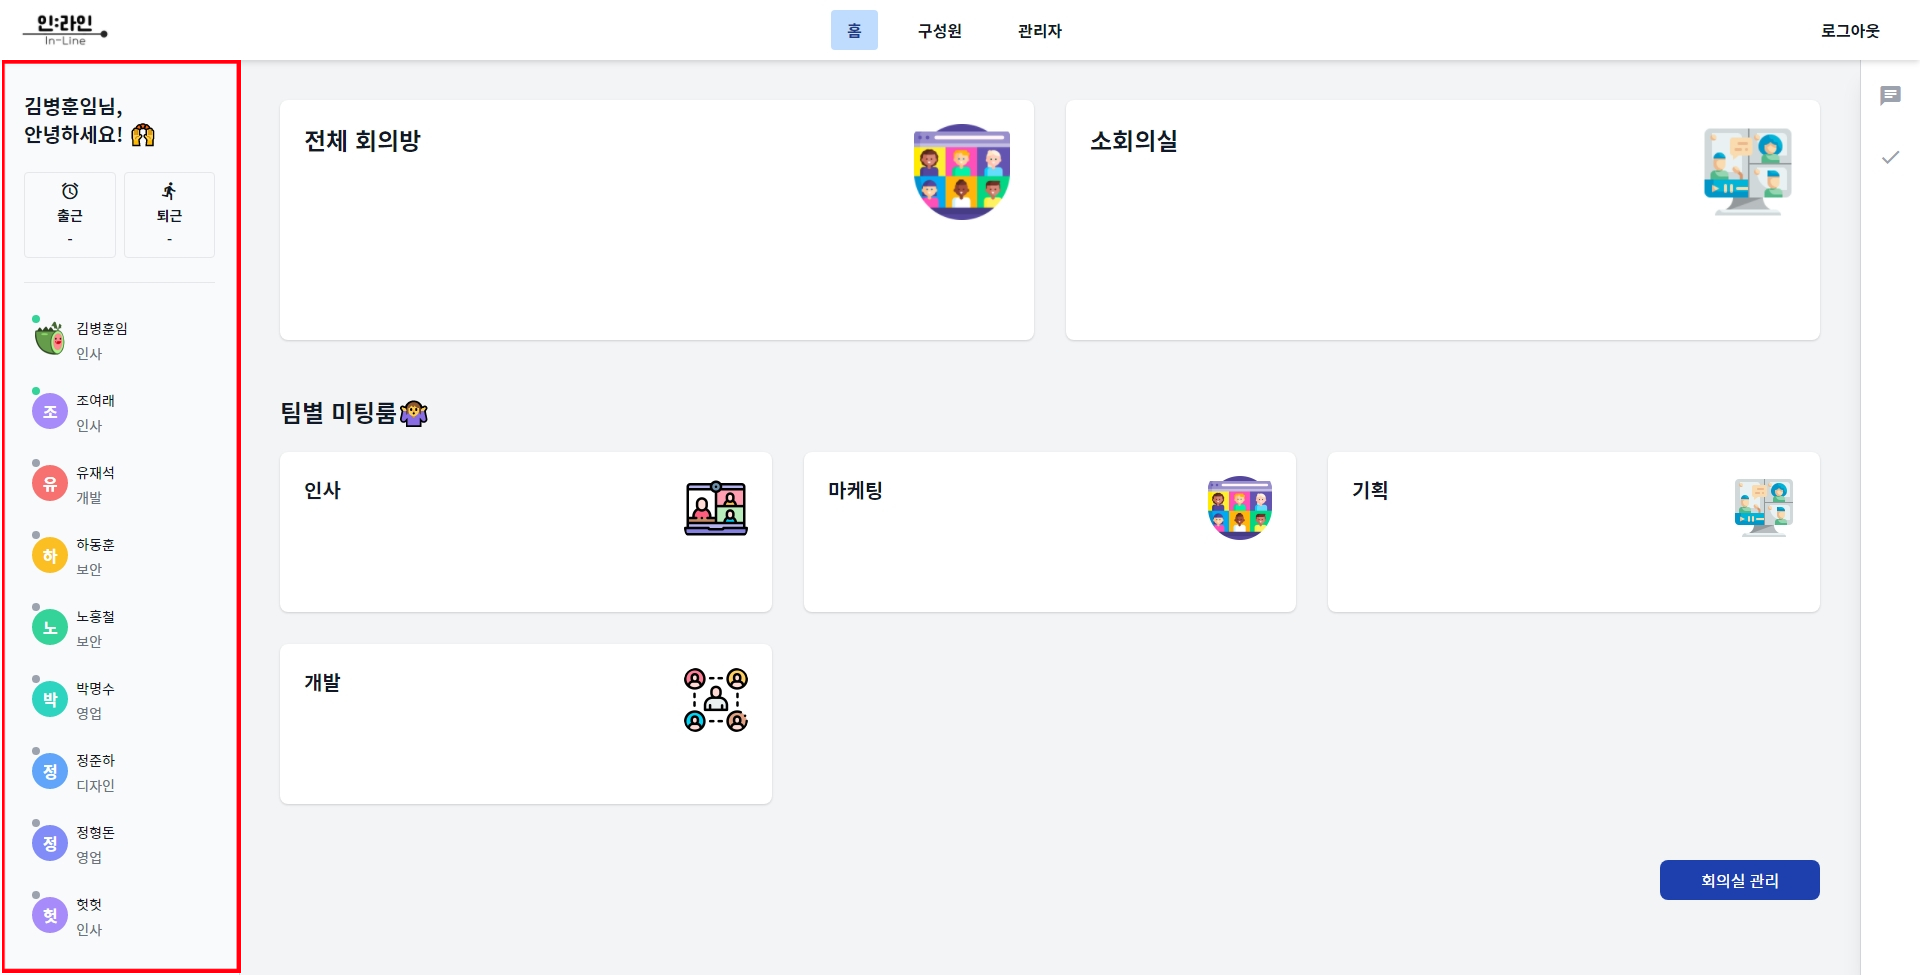 인:라인
In-Line
홈
구성원
관리자
로그아웃
김병훈임님,
안녕하세요! 🙌
출근
-
퇴근
-
김병훈임
인사
조
조여래
인사
유
유재석
개발
하
하동훈
보안
노
노홍철
보안
박
박명수
영업
정
정준하
디자인
정
정형돈
영업
헛
헛헛
인사
전체 회의방
소회의실
팀별 미팅룸🤷‍♀️
인사
마케팅
기획
개발
회의실 관리